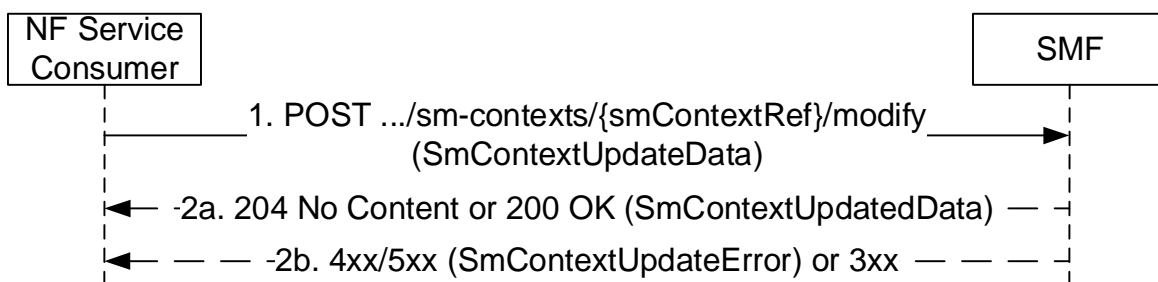 NF Service
Consumer
SMF
1. POST .../sm-contexts/{smContextRef}/modify
(SmContextUpdateData)
2a. 204 No Content or 200 OK (SmContextUpdatedData)
2b. 4xx/5xx (SmContextUpdateError) or 3xx